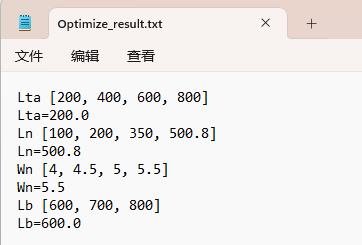 Optimize_result.txt
文件 编辑 查看
Lta [200, 400, 600, 800]
Lta=200.0
Ln [100, 200, 350, 500.8]
Ln=500.8
Wn [4, 4.5, 5, 5.5]
Wn=5.5
Lb [600, 700, 800]
Lb=600.0